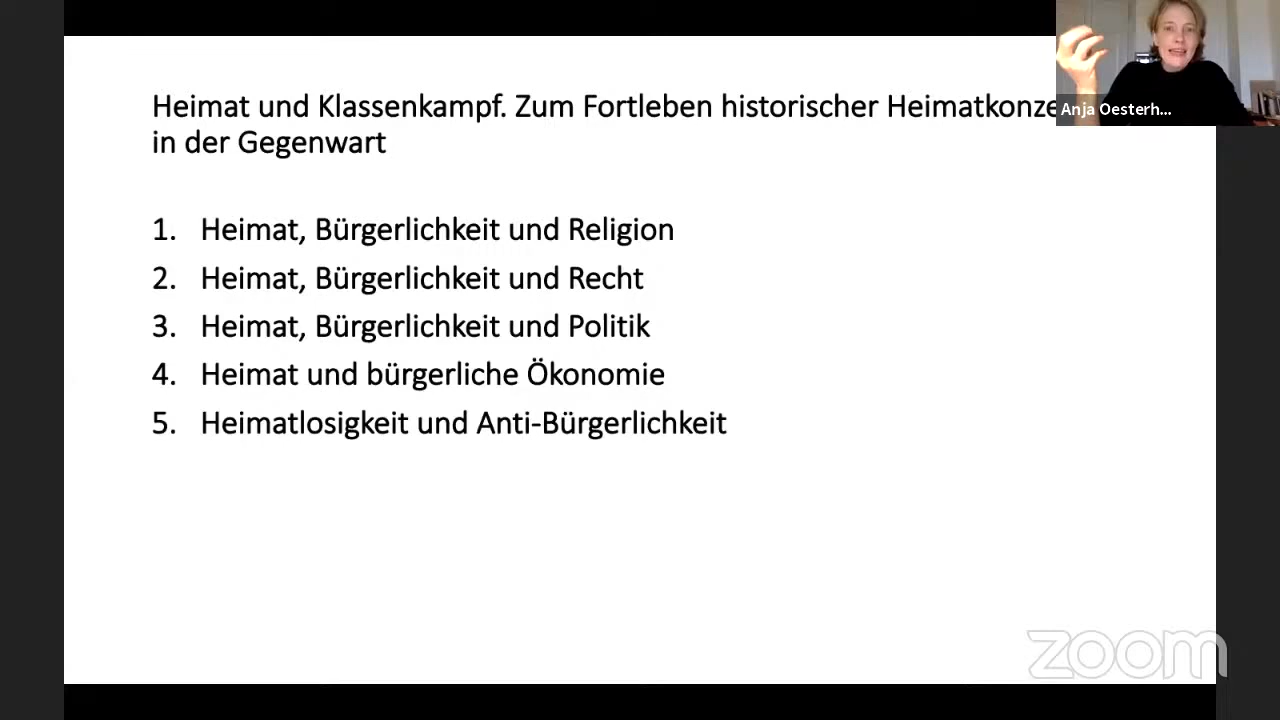 Heimat und Klassenkampf. Zum Fortleben historischer Heimatkonze
in der Gegenwart
1. Heimat, Bürgerlichkeit und Religion
2. Heimat, Bürgerlichkeit und Recht
3. Heimat, Bürgerlichkeit und Politik
4. Heimat und bürgerliche Ökonomie
5. Heimatlosigkeit und Anti-Bürgerlichkeit
Anja Oesterh...
zoom